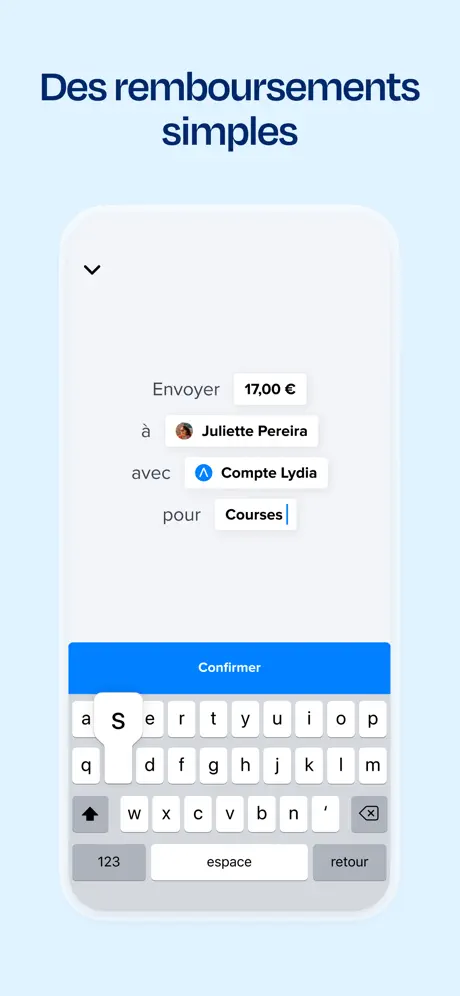 Des remboursements
simples
Envoyer 17,00 €
à Juliette Pereira
avec Compte Lydia
pour Courses
Confirmer
a S e r t y u i o p
q d f g h j k l m
w x c v b n ’
123 espace retour